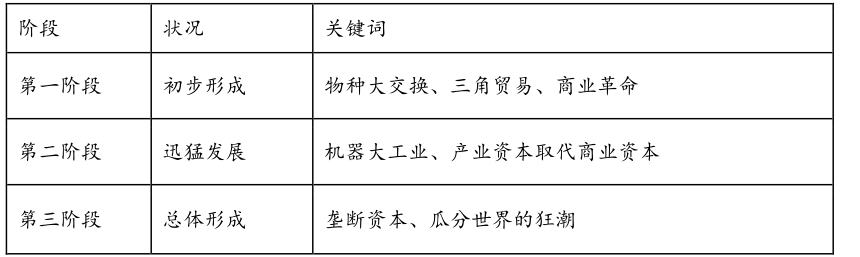 阶段 状况 关键词
第一阶段 初步形成 物种大交换、三角贸易、商业革命
第二阶段 迅猛发展 机器大工业、产业资本取代商业资本
第三阶段 总体形成 垄断资本、瓜分世界的狂潮